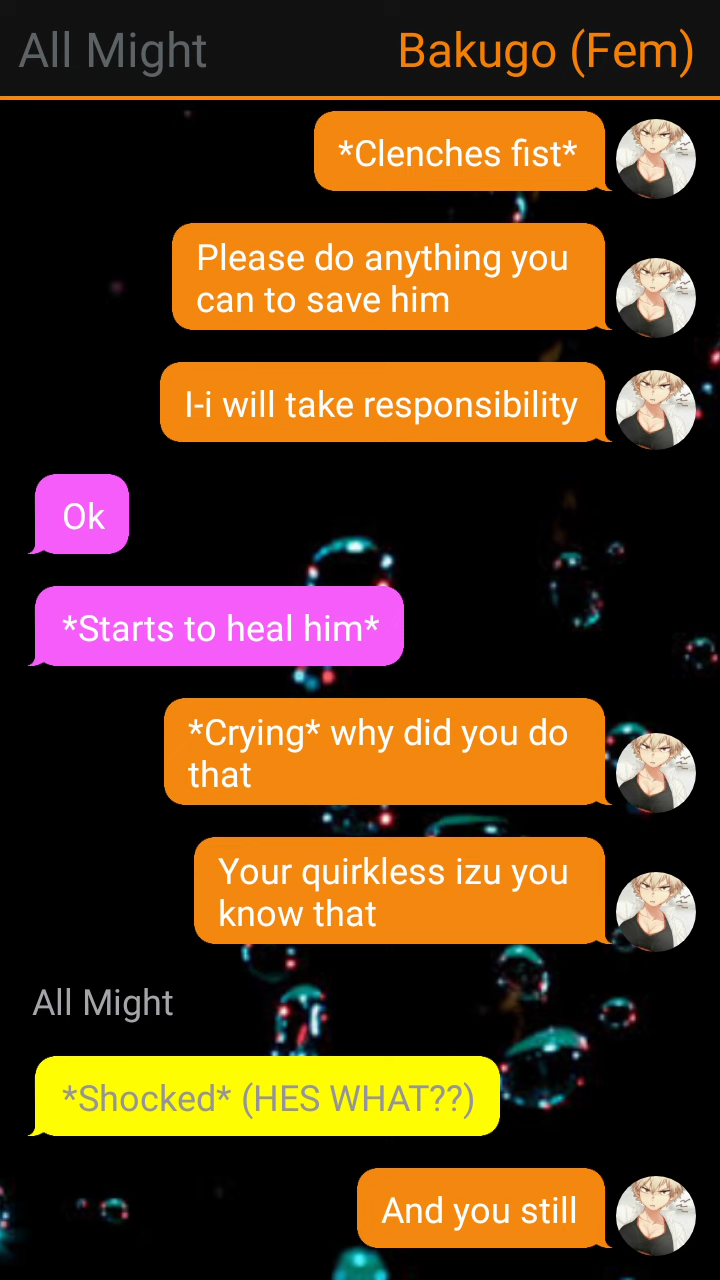 All Might
Bakugo (Fem)
*Clenches fist*
Please do anything you
can to save him
I-i will take responsibility
Ok
*Starts to heal him*
*Crying* why did you do
that
Your quirkless izu you
know that
All Might
*Shocked* (HES WHAT??)
And you still